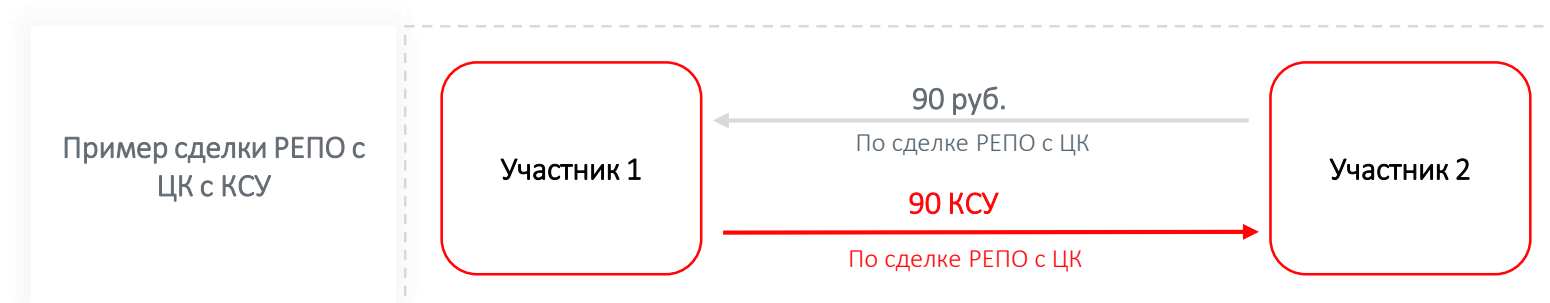 Пример сделки РЕПО с
ЦК с КСУ
Участник 1
90 руб.
По сделке РЕПО с ЦК
90 КСУ
По сделке РЕПО с ЦК
Участник 2